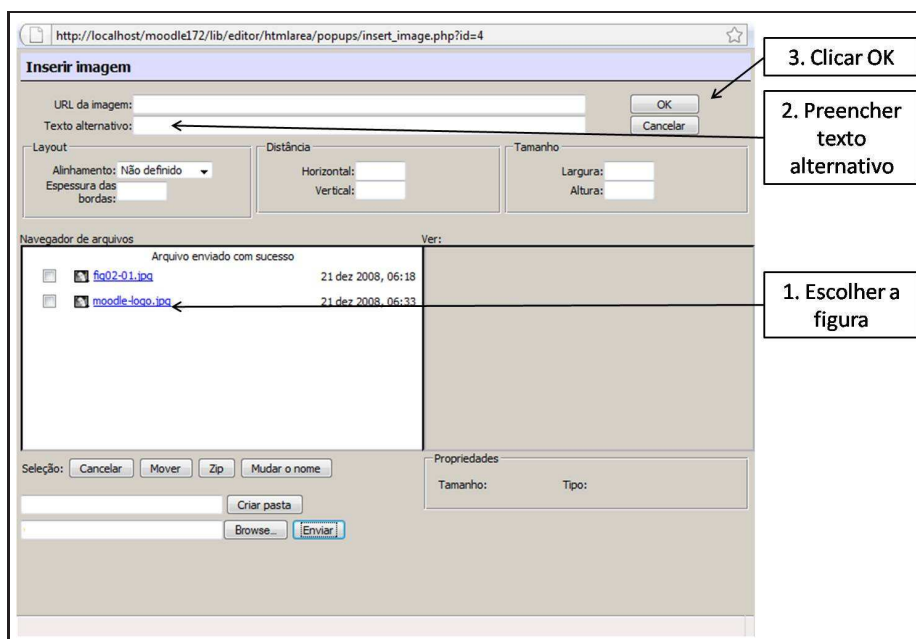 http://localhost/moodle172/lib/editor/htmlarea/popups/insert_image.php?id=4
Inserir imagem
URL da imagem:
OK
Texto alternativo:
Cancelar
Layout
Alinhamento: Não definido
Espessura das
bordas:
Distância
Horizontal:
Vertical:
Tamanho
Largura:
Altura:
Navegador de arquivos
Ver:
Arquivo enviado com sucesso
fig02-01.jpg 21 dez 2008, 06:18
moodle-logo.jpg 21 dez 2008, 06:33
Seleção: Cancelar Mover Zip Mudar o nome
Criar pasta
Browse... Enviar
Propriedades
Tamanho: Tipo:
3. Clicar OK
2. Preencher
texto
alternativo
1. Escolher a
figura